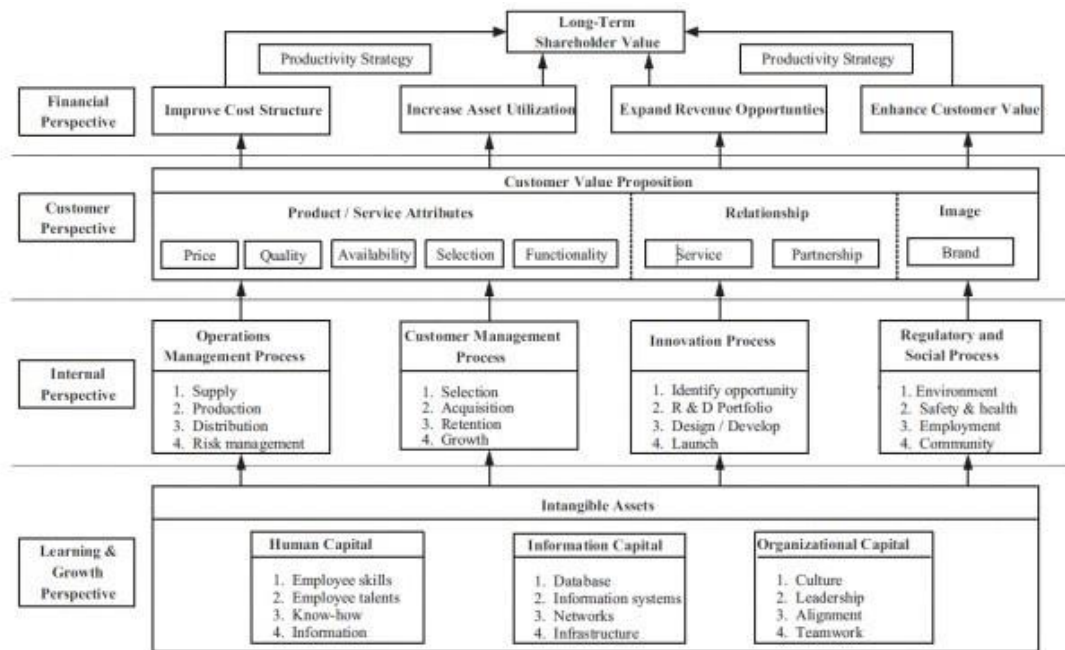 Long-Term
Shareholder Value
Productivity Strategy
Productivity Strategy
Financial
Perspective
Improve Cost Structure
Increase Asset Utilization
Expand Revenue Opportunties
Enhance Customer Value
Customer
Perspective
Customer Value Proposition
Product / Service Attributes
Relationship
Image
Price
Quality
Availability
Selection
Functionality
Service
Partnership
Brand
Internal
Perspective
Operations
Management Process
1. Supply
2. Production
3. Distribution
4. Risk management
Customer Management
Process
1. Selection
2. Acquisition
3. Retention
4. Growth
Innovation Process
1. Identify opportunity
2. R & D Portfolio
3. Design / Develop
4. Launch
Regulatory and
Social Process
1. Environment
2. Safety & health
3. Employment
4. Community
Learning &
Growth
Perspective
Intangible Assets
Human Capital
1. Employee skills
2. Employee talents
3. Know-how
4. Information
Information Capital
1. Database
2. Information systems
3. Networks
4. Infrastructure
Organizational Capital
1. Culture
2. Leadership
3. Alignment
4. Teamwork